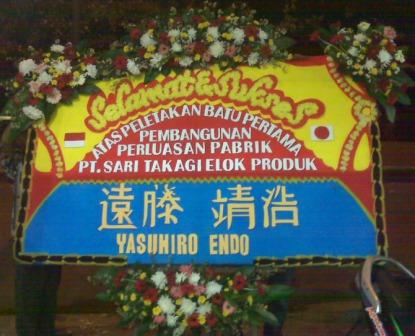 Selamat & Sukses
ATAS PELETAKAN BATU PERTAMA
PEMBANGUNAN
PERLUASAN PABRIK
PT. SARI TAKAGI ELOK PRODUK
遠藤 靖浩
YASUHIRO ENDO